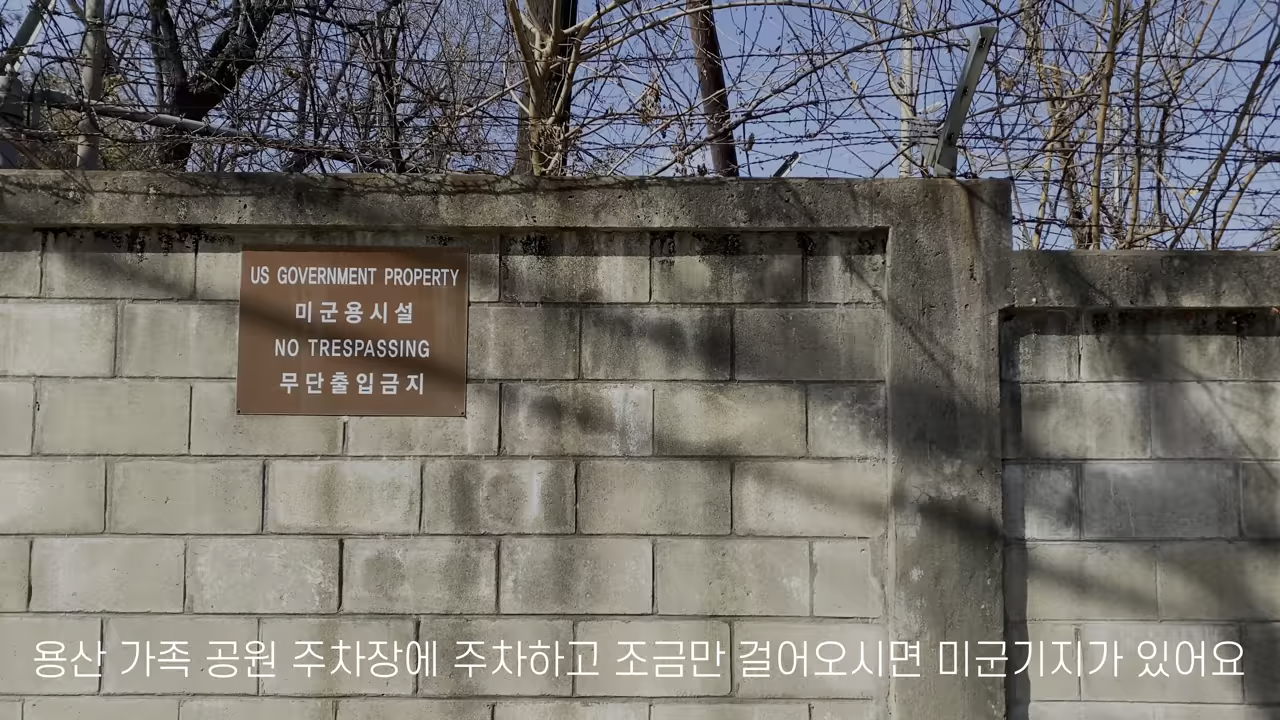 US GOVERNMENT PROPERTY
미군용시설
NO TRESPASSING
무단출입금지
용산 가족 공원 주차장에 주차하고 조금만 걸어오시면 미군기지가 있어요